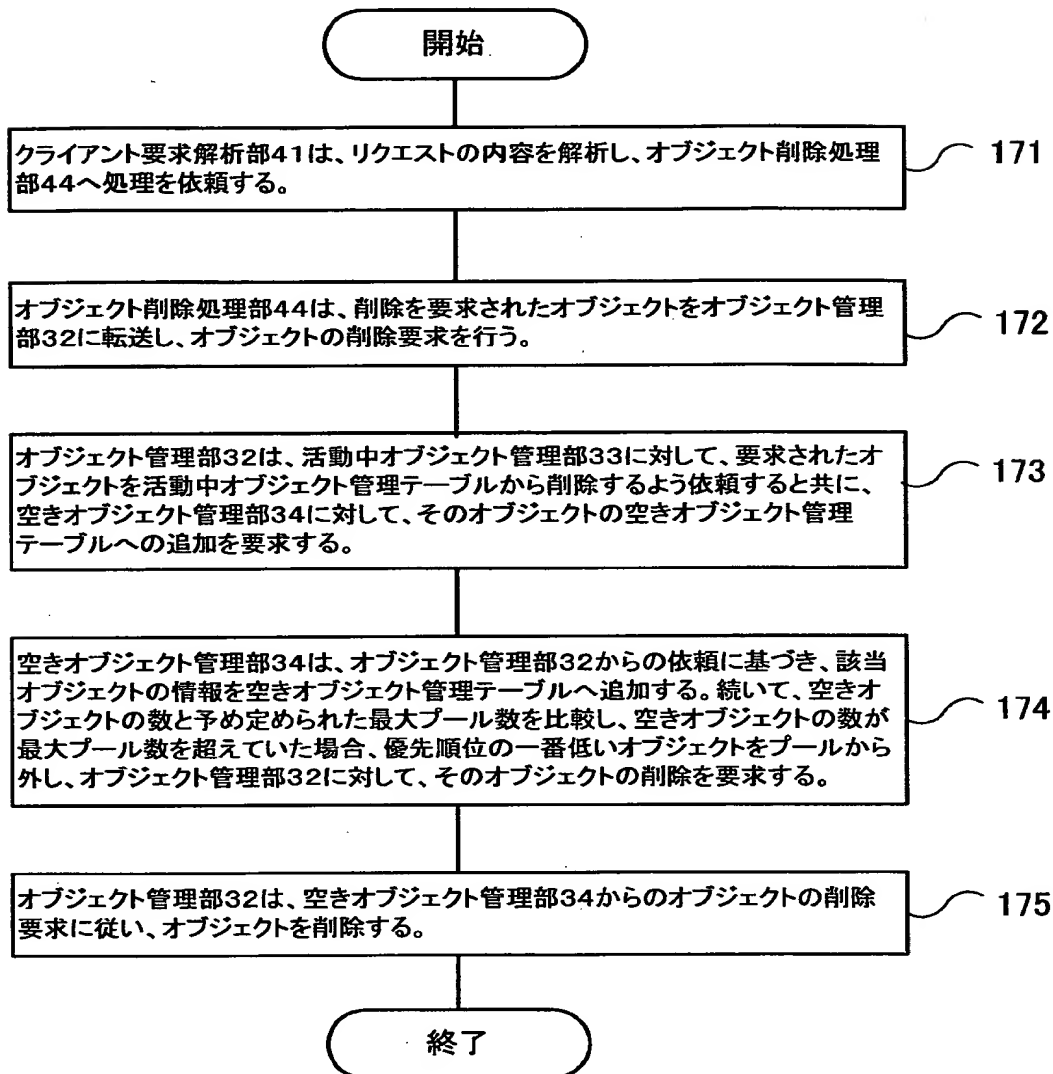 開始
クライアント要求解析部41は、リクエストの内容を解析し、オブジェクト削除処理
部44へ処理を依頼する。
171
オブジェクト削除処理部44は、削除を要求されたオブジェクトをオブジェクト管理
部32に転送し、オブジェクトの削除要求を行う。
172
オブジェクト管理部32は、活動中オブジェクト管理部33に対して、要求されたオ
ブジェクトを活動中オブジェクト管理テーブルから削除するよう依頼すると共に、
空きオブジェクト管理部34に対して、そのオブジェクトの空きオブジェクト管理
テーブルへの追加を要求する。
173
空きオブジェクト管理部34は、オブジェクト管理部32からの依頼に基づき、該当
オブジェクトの情報を空きオブジェクト管理テーブルへ追加する。続いて、空きオ
ブジェクトの数と予め定められた最大プール数を比較し、空きオブジェクトの数が
最大プール数を超えていた場合、優先順位の一番低いオブジェクトをプールから
外し、オブジェクト管理部32に対して、そのオブジェクトの削除を要求する。
174
オブジェクト管理部32は、空きオブジェクト管理部34からのオブジェクトの削除
要求に従い、オブジェクトを削除する。
175
終了